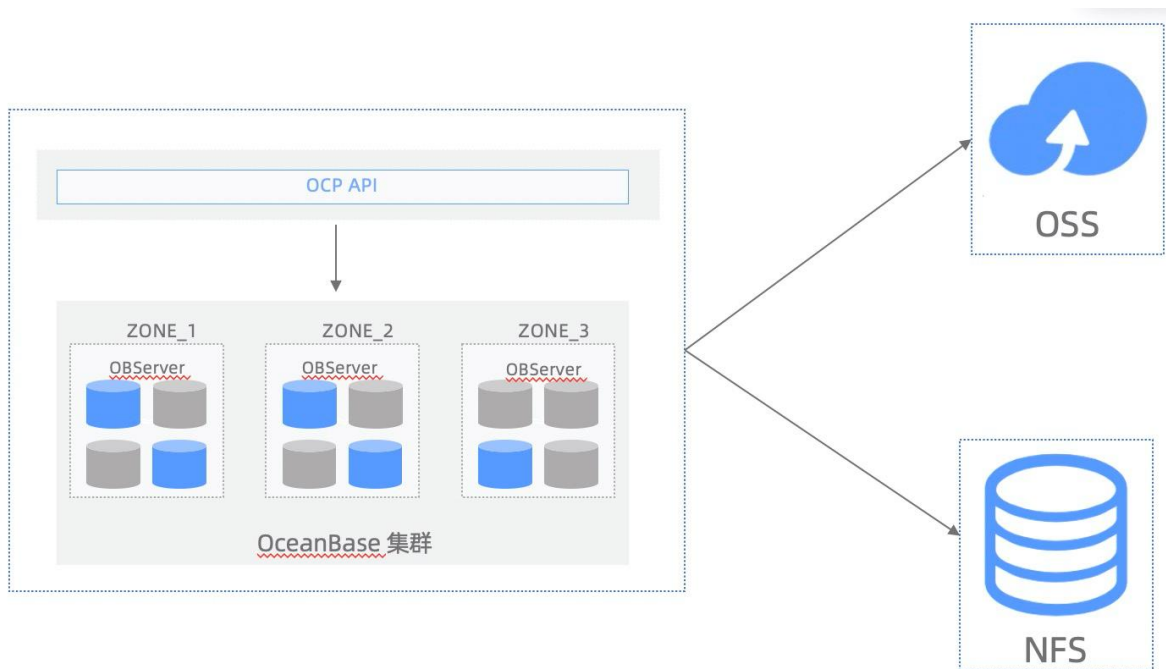 OCP API
ZONE_1
ZONE_2
ZONE_3
OBServer
OBServer
OBServer
OceanBase 集群
OSS
NFS